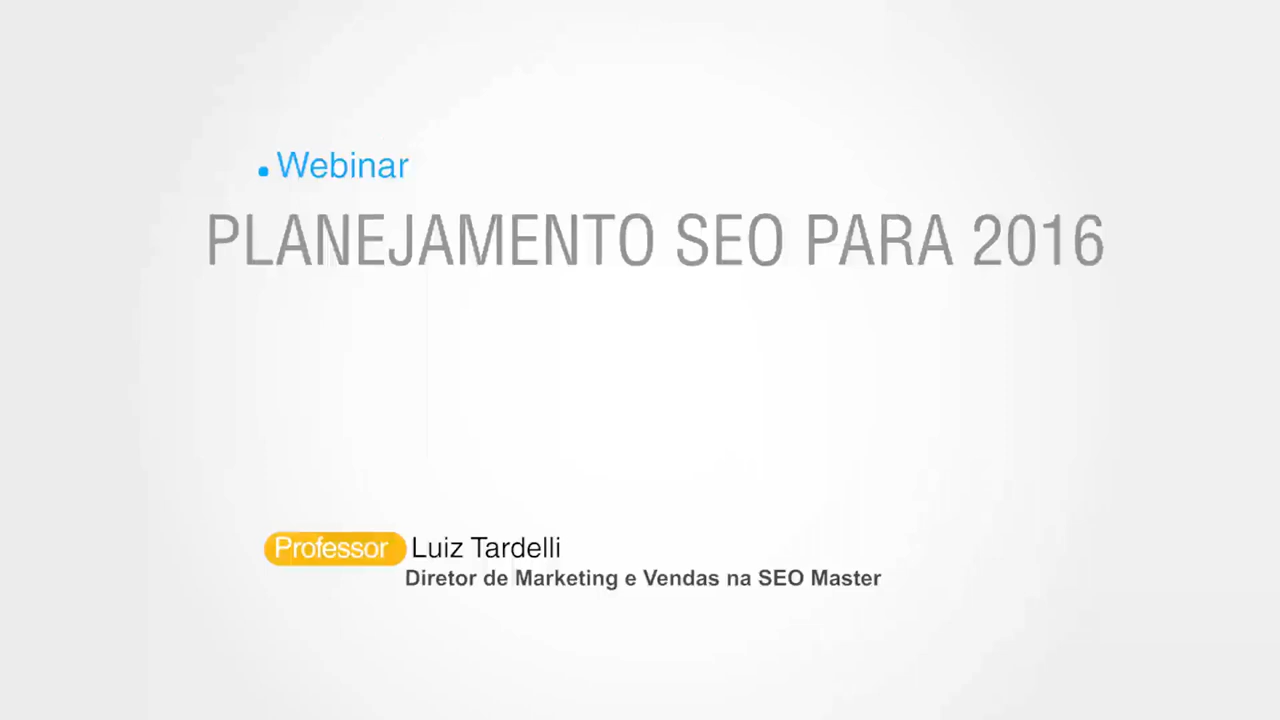 Webinar
PLANEJAMENTO SEO PARA 2016
Professor Luiz Tardelli
Diretor de Marketing e Vendas na SEO Master